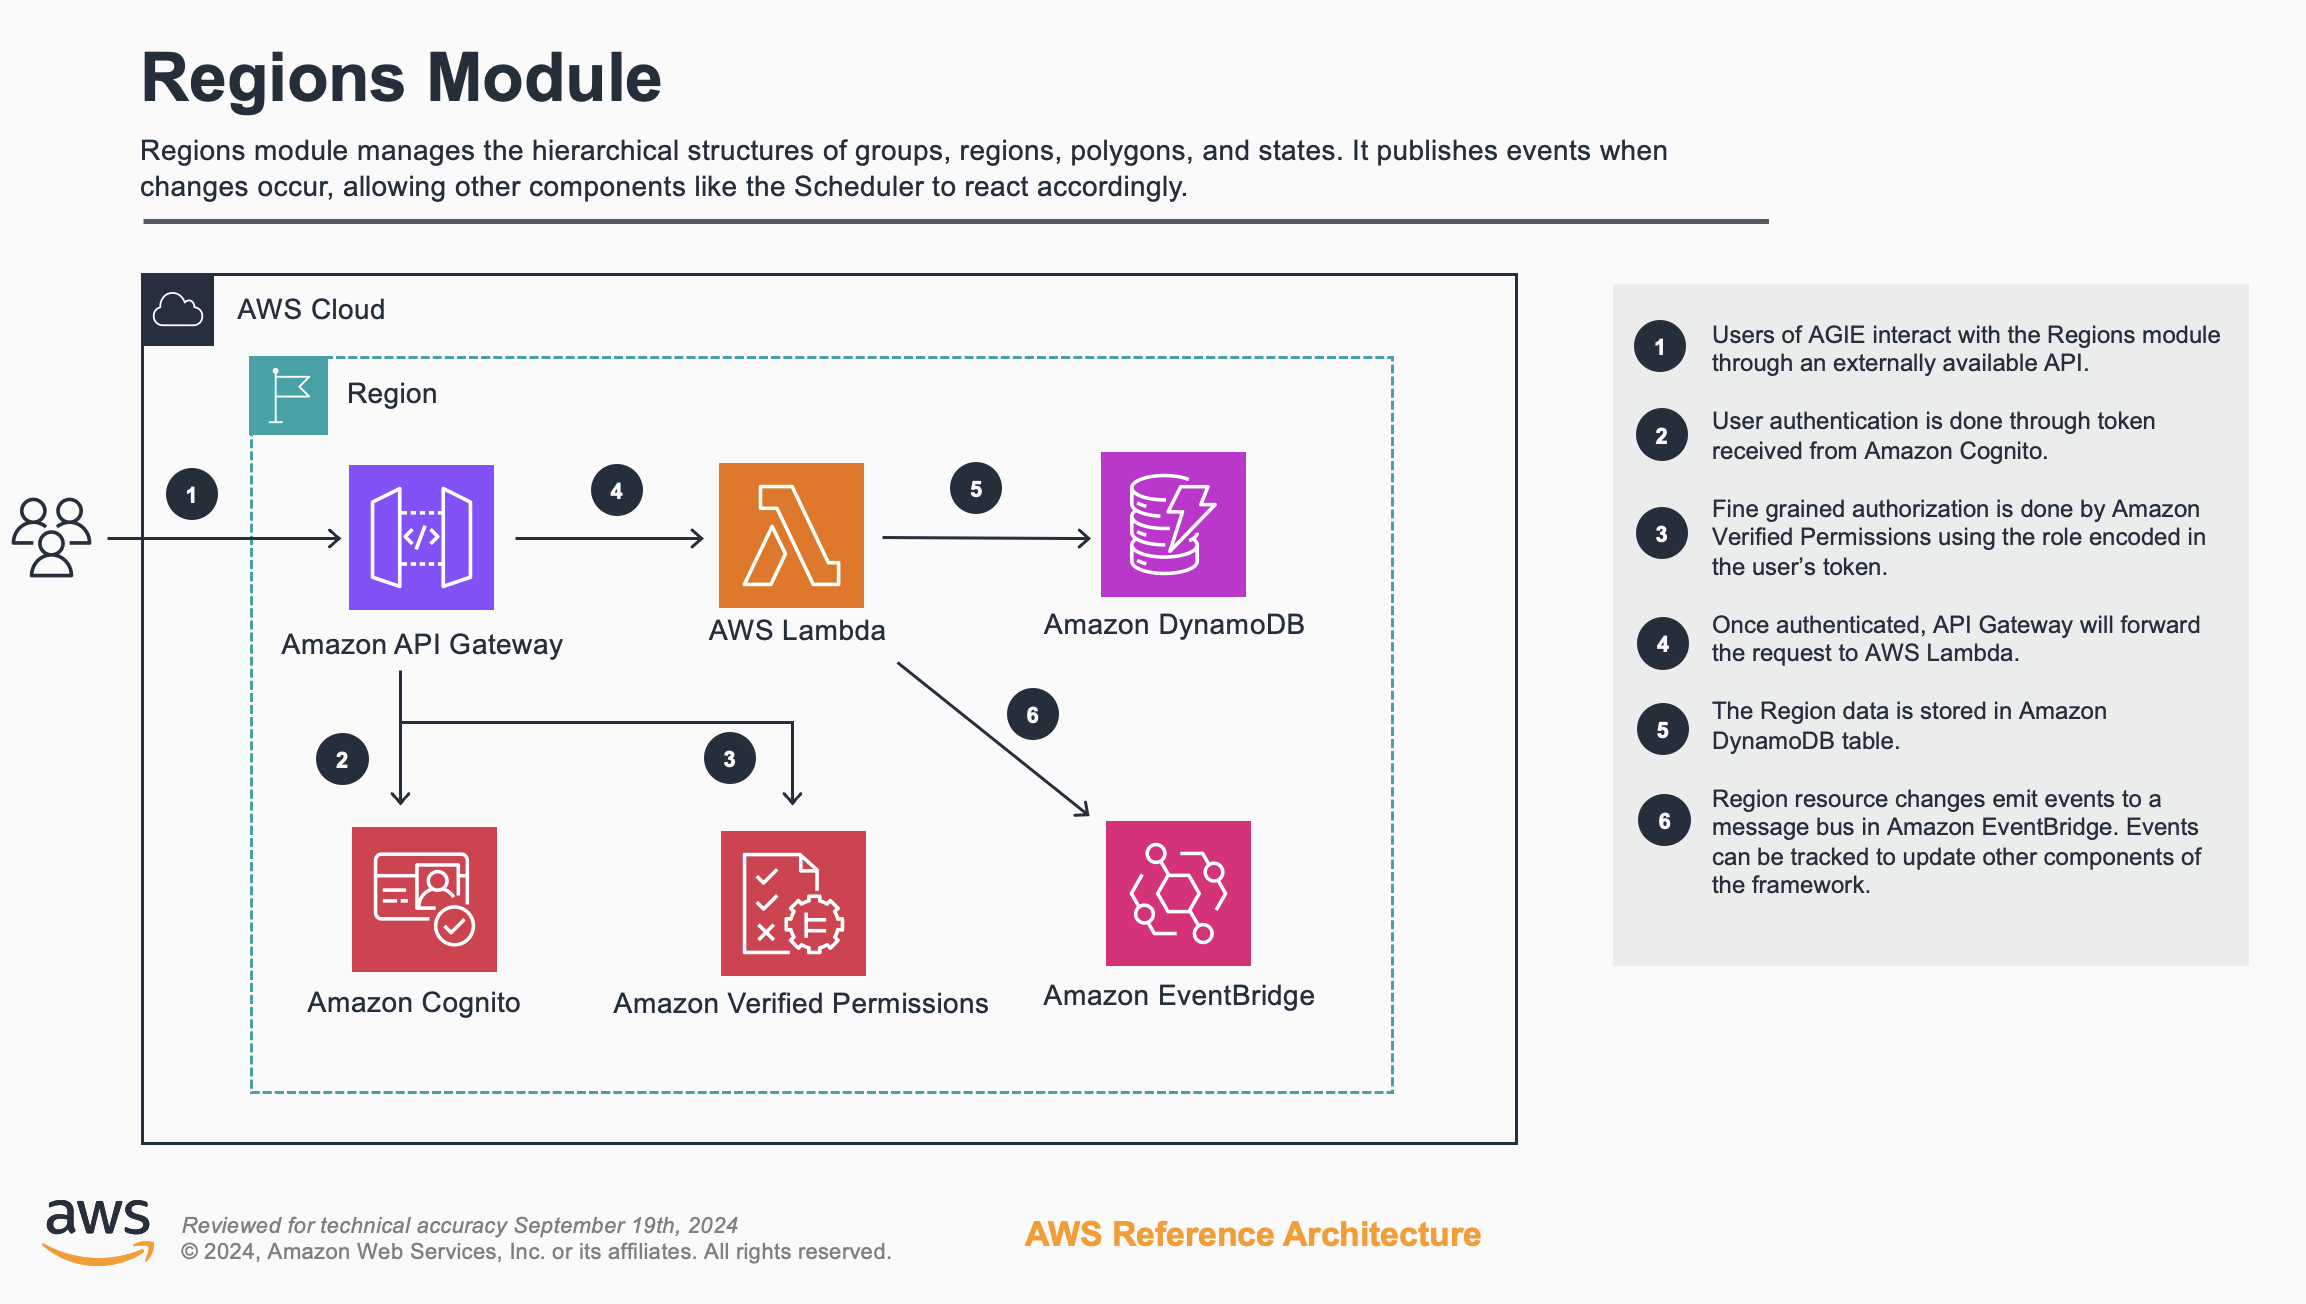 Regions Module
Regions module manages the hierarchical structures of groups, regions, polygons, and states. It publishes events when
changes occur, allowing other components like the Scheduler to react accordingly.
AWS Cloud
Region
1
4
5
Amazon API Gateway
AWS Lambda
Amazon DynamoDB
2
3
6
Amazon Cognito
Amazon Verified Permissions
Amazon EventBridge
1
Users of AGIE interact with the Regions module
through an externally available API.
2
User authentication is done through token
received from Amazon Cognito.
3
Fine grained authorization is done by Amazon
Verified Permissions using the role encoded in
the user’s token.
4
Once authenticated, API Gateway will forward
the request to AWS Lambda.
5
The Region data is stored in Amazon
DynamoDB table.
6
Region resource changes emit events to a
message bus in Amazon EventBridge. Events
can be tracked to update other components of
the framework.
aws
Reviewed for technical accuracy September 19th, 2024
© 2024, Amazon Web Services, Inc. or its affiliates. All rights reserved.
AWS Reference Architecture